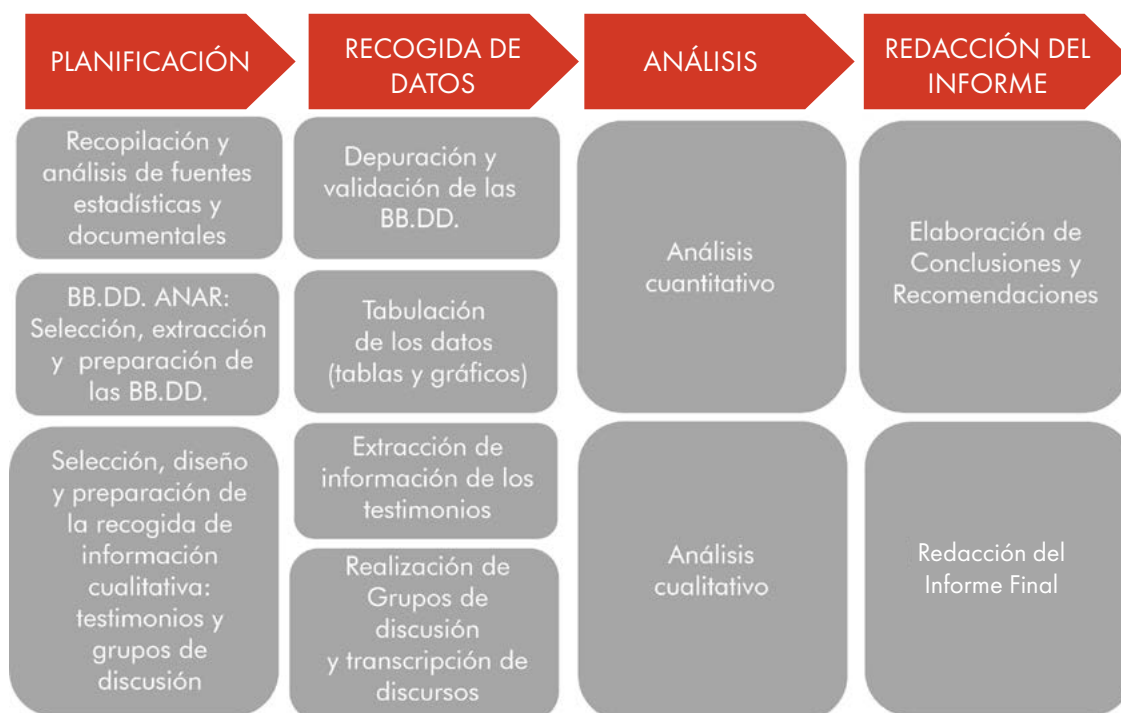 PLANIFICACIÓN
RECOGIDA DE
DATOS
ANÁLISIS
REDACCIÓN DEL
INFORME
Recopilación y
análisis de fuentes
estadísticas y
documentales
BB.DD. ANAR:
Selección, extracción
y preparación de
las BB.DD.
Selección, diseño
y preparación de
la recogida de
información
cualitativa:
testimonios y
grupos de
discusión
Depuración y
validación de las
BB.DD.
Tabulación
de los datos
(tablas y gráficos)
Extracción de
información de los
testimonios
Realización de
Grupos de
discusión
y transcripción de
discursos
Análisis
cuantitativo
Análisis
cualitativo
Elaboración de
Conclusiones y
Recomendaciones
Redacción del
Informe Final